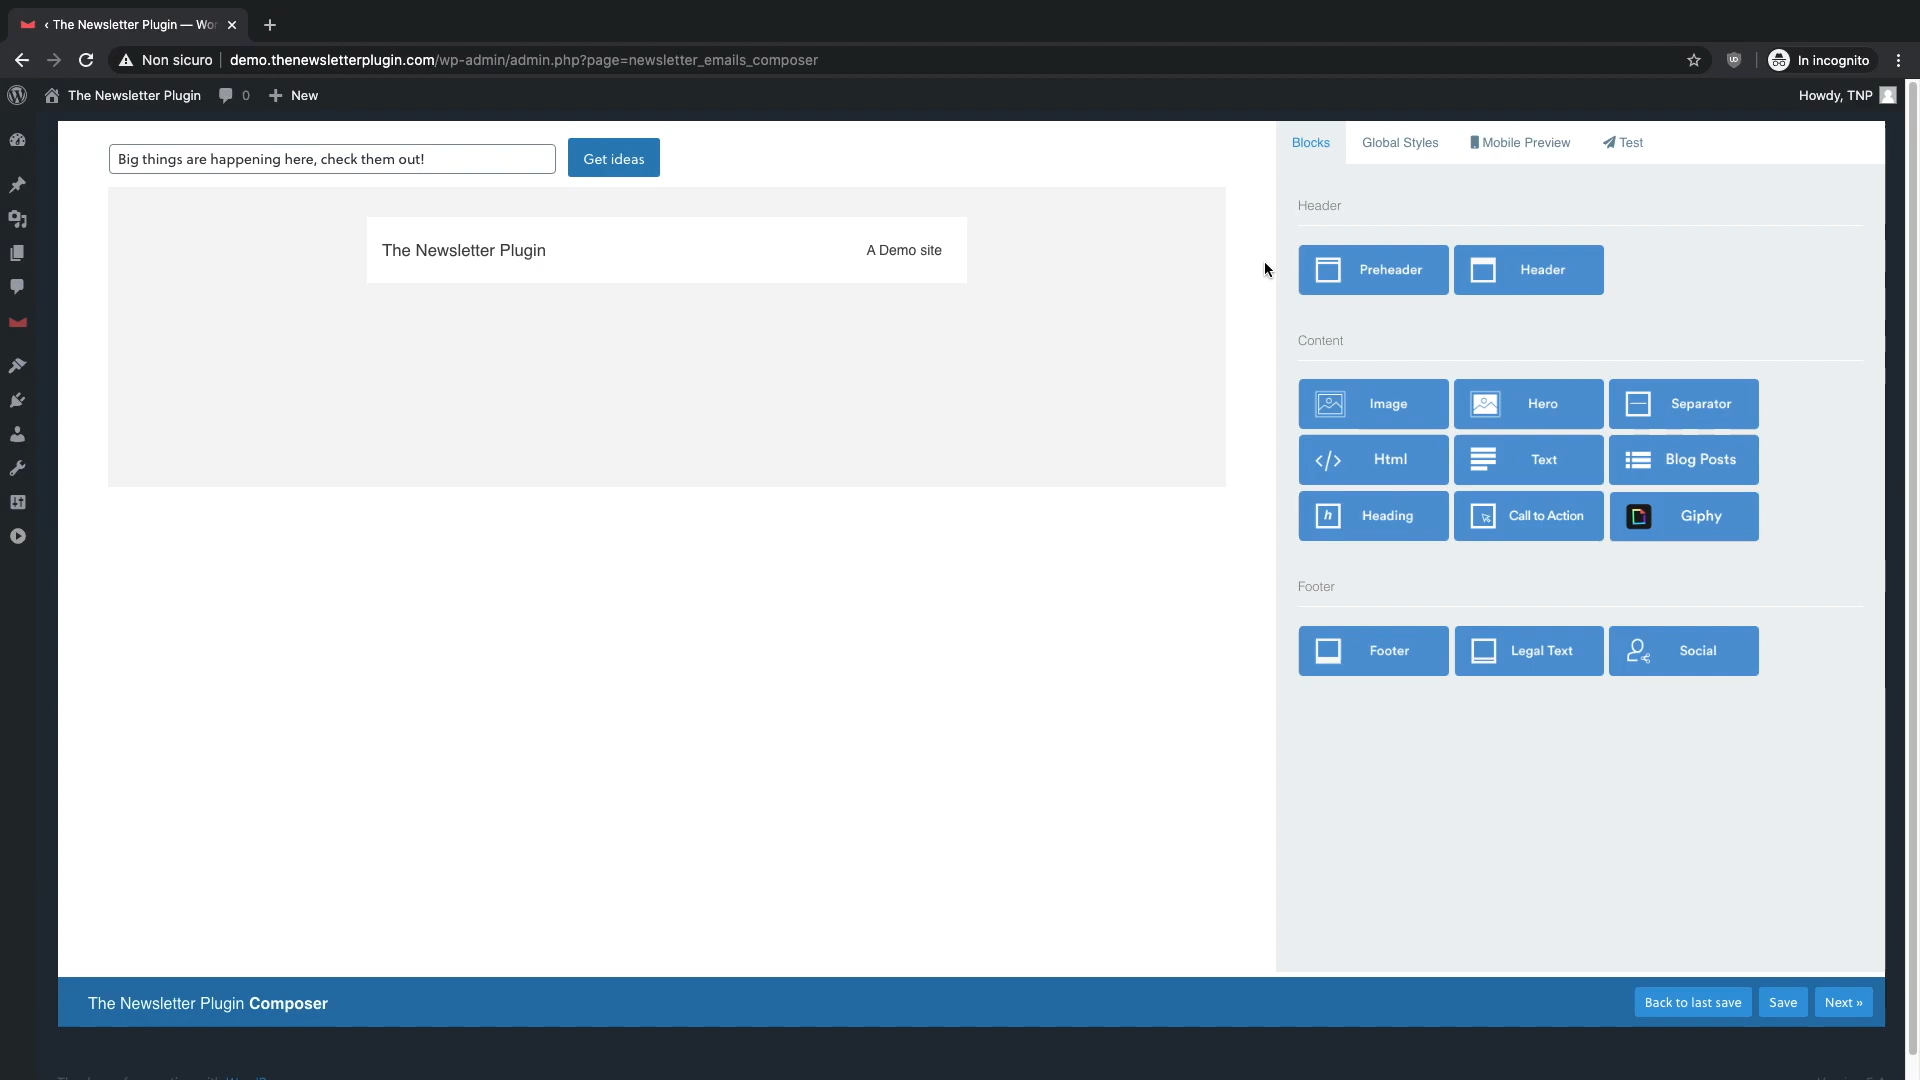 ‹ The Newsletter Plugin — Wor
Non sicuro
demo.thenewsletterplugin.com/wp-admin/admin.php?page=newsletter_emails_composer
In incognito
The Newsletter Plugin
0
New
Howdy, TNP
Big things are happening here, check them out!
Get ideas
The Newsletter Plugin
A Demo site
Blocks
Global Styles
Mobile Preview
Test
Header
Preheader
Header
Content
Image
Hero
Separator
Html
Text
Blog Posts
h
Heading
Call to Action
Giphy
Footer
Footer
Legal Text
Social
The Newsletter Plugin Composer
Back to last save
Save
Next »